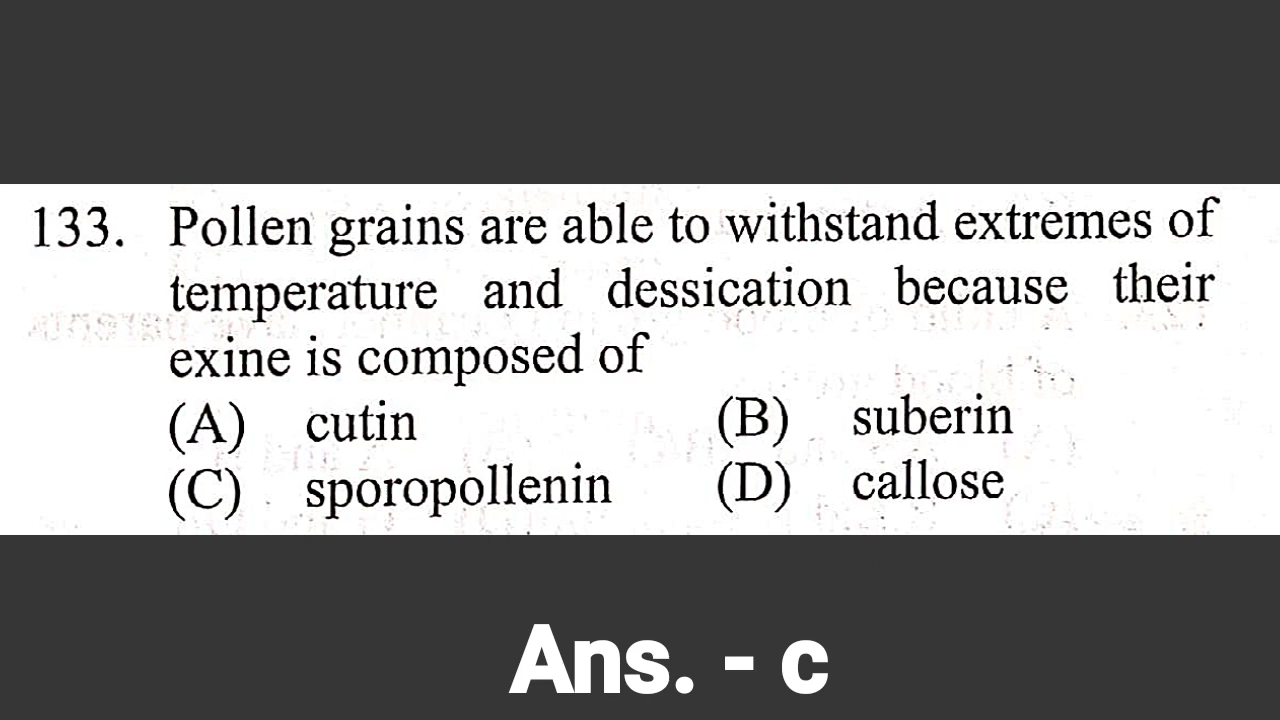 133. Pollen grains are able to withstand extremes of
temperature and dessication because their
exine is composed of
(A) cutin (B) suberin
(C) sporopollenin (D) callose
Ans. - c